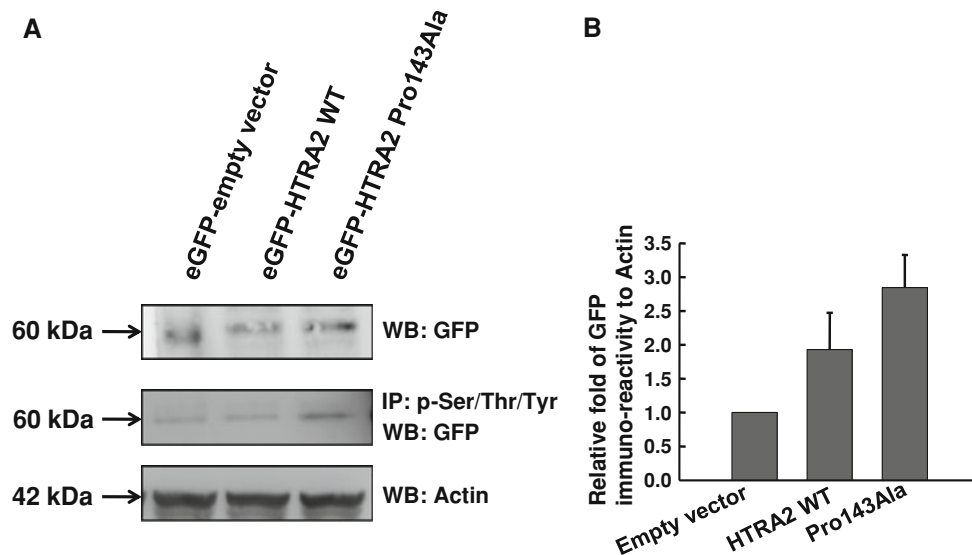 A
eGFP-empty vector
eGFP-HTRA2 WT
eGFP-HTRA2 Pro143Ala
60 kDa
WB: GFP
60 kDa
IP: p-Ser/Thr/Tyr
WB: GFP
42 kDa
WB: Actin
B
Relative fold of GFP
immuno-reactivity to Actin
3.5
3.0
2.5
2.0
1.5
1.0
0.5
0.0
Empty vector
HTRA2 WT
Pro143Ala